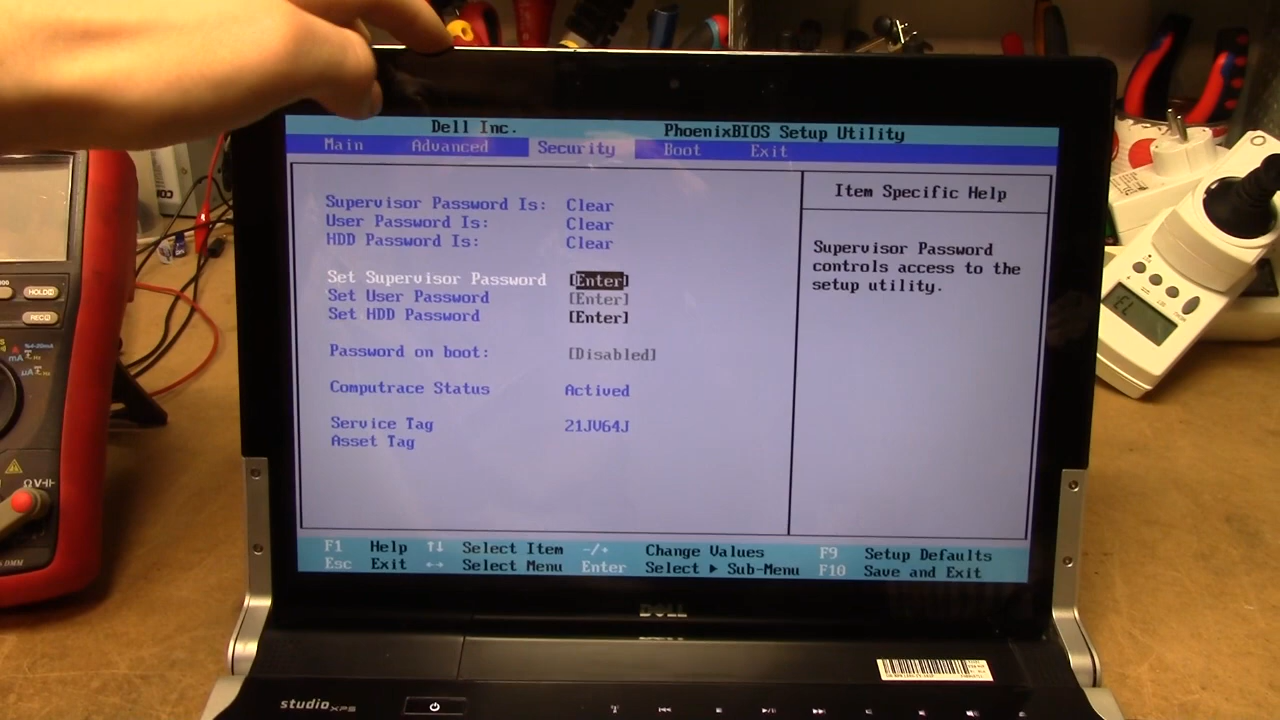 Dell Inc. PhoenixBIOS Setup Utility
Main Advanced Security Boot Exit
Item Specific Help
Supervisor Password Is: Clear
User Password Is: Clear
HDD Password Is: Clear
Set Supervisor Password [Enter]
Set User Password [Enter]
Set HDD Password [Enter]
Password on boot: [Disabled]
Computrace Status Actived
Service Tag 21JV64J
Asset Tag
Supervisor Password
controls access to the
setup utility.
F1 Help ↑↓ Select Item -/+ Change Values F9 Setup Defaults
Esc Exit ↔ Select Menu Enter Select ▶ Sub-Menu F10 Save and Exit
DELL
studio XPS
HOLD
REC
mA
µA
DMM